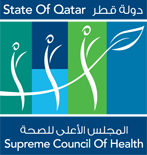 State Of Qatar دولة قطر
المجلس الأعلى للصحة
Supreme Council Of Health